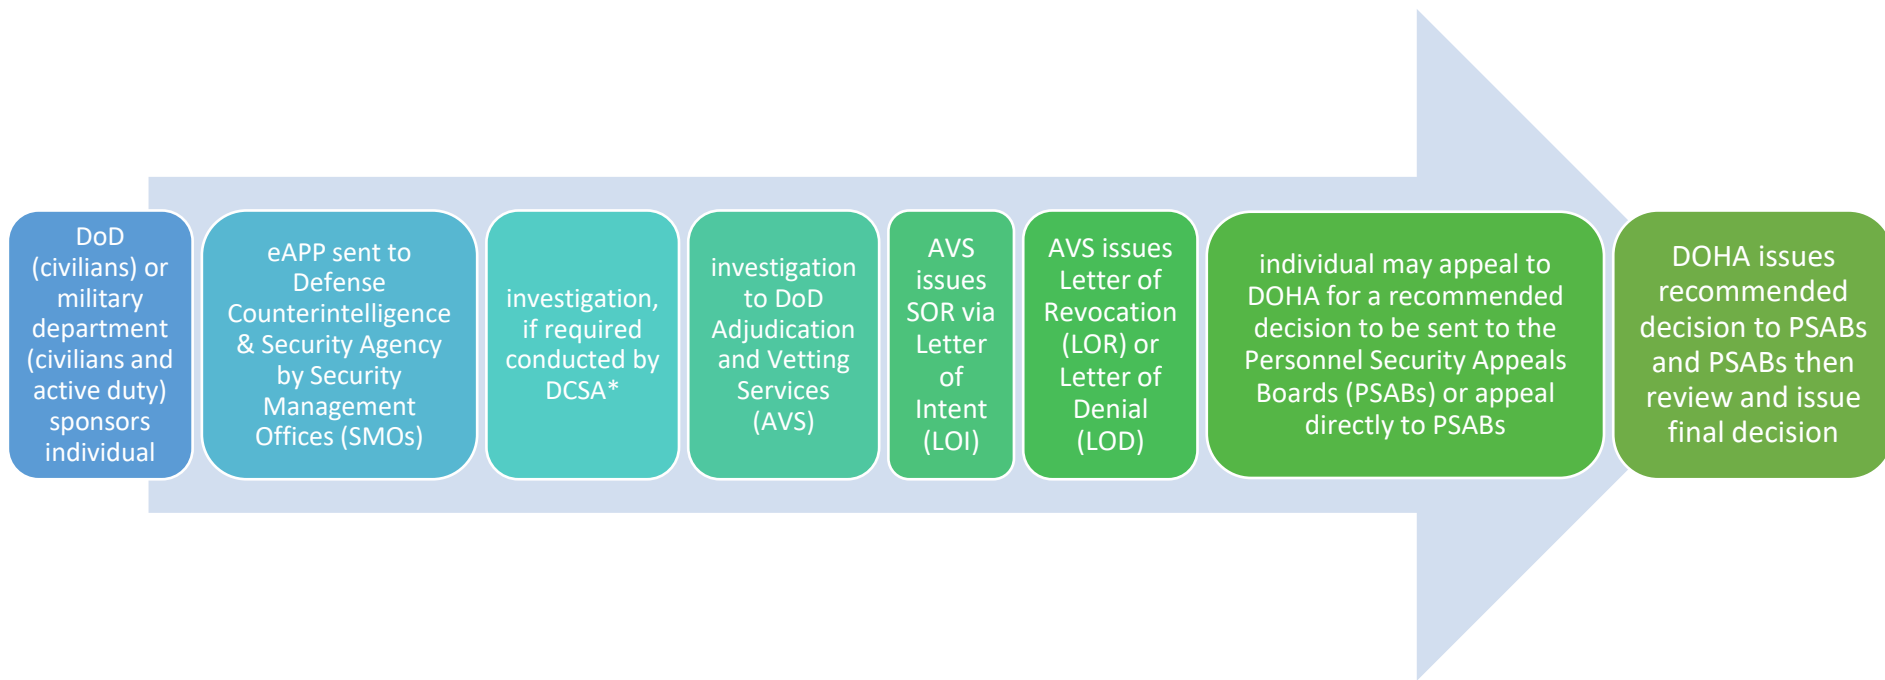 DoD
(civilians) or
military
department
(civilians and
active duty)
sponsors
individual
eAPP sent to
Defense
Counterintelligence
& Security Agency
by Security
Management
Offices (SMOs)
investigation,
if required
conducted by
DCSA*
investigation
to DoD
Adjudication
and Vetting
Services
(AVS)
AVS
issues
SOR via
Letter
of
Intent
(LOI)
AVS issues
Letter of
Revocation
(LOR) or
Letter of
Denial
(LOD)
individual may appeal to
DOHA for a recommended
decision to be sent to the
Personnel Security Appeals
Boards (PSABs) or appeal
directly to PSABs
DOHA issues
recommended
decision to PSABs
and PSABs then
review and issue
final decision